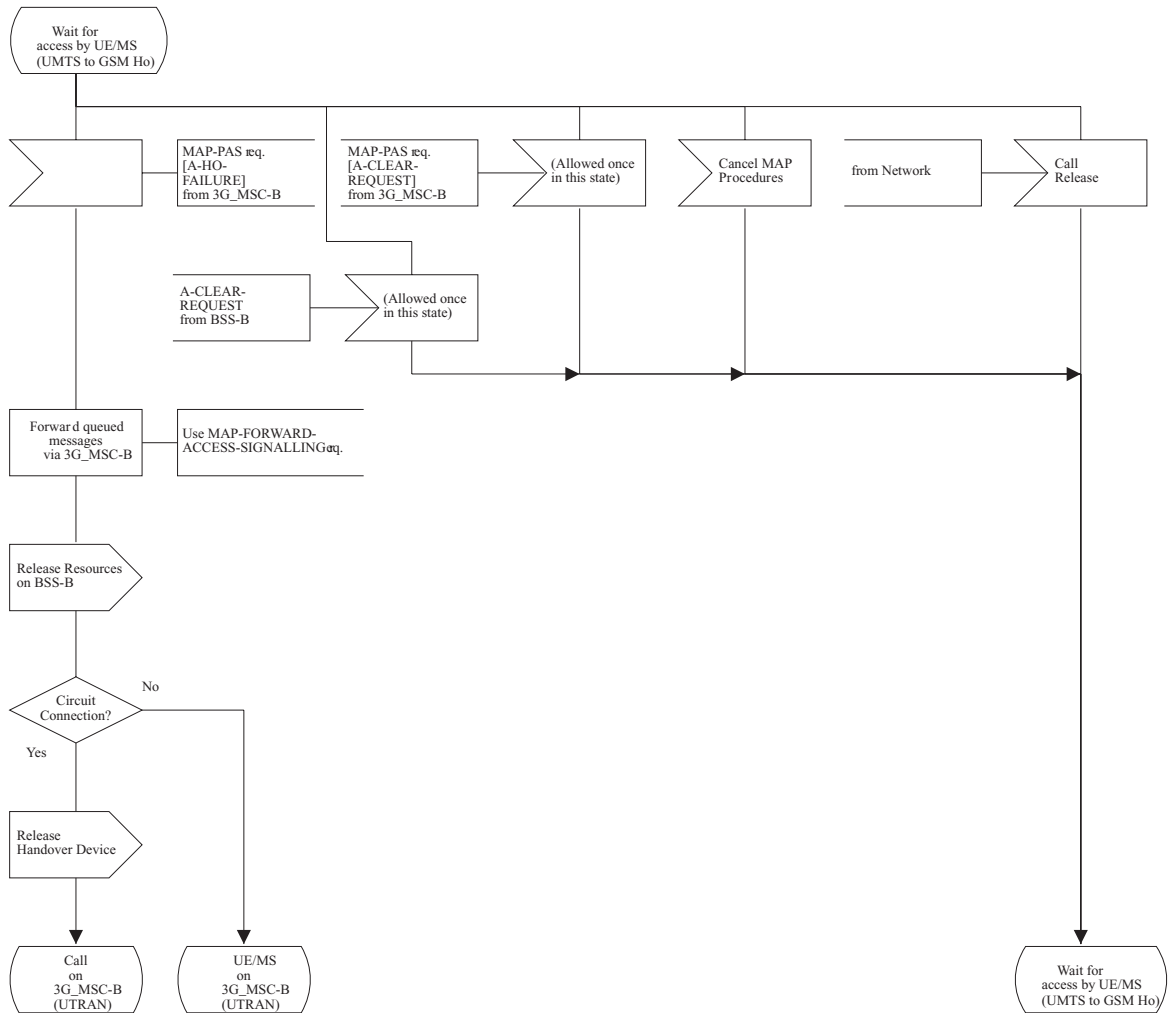 Wait for
access by UE/MS
(UMTS to GSM Ho)
MAP-PAS req.
[A-HO-
FAILURE]
from 3G_MSC-B
MAP-PAS req.
[A-CLEAR-
REQUEST]
from 3G_MSC-B
(Allowed once
in this state)
Cancel MAP
Procedures
from Network
Call
Release
A-CLEAR-
REQUEST
from BSS-B
(Allowed once
in this state)
Forward queued
messages
via 3G_MSC-B
Use MAP-FORWARD-
ACCESS-SIGNALLING req.
Release Resources
on BSS-B
Circuit
Connection?
No
Yes
Release
Handover Device
Call
on
3G_MSC-B
(UTRAN)
UE/MS
on
3G_MSC-B
(UTRAN)
Wait for
access by UE/MS
(UMTS to GSM Ho)